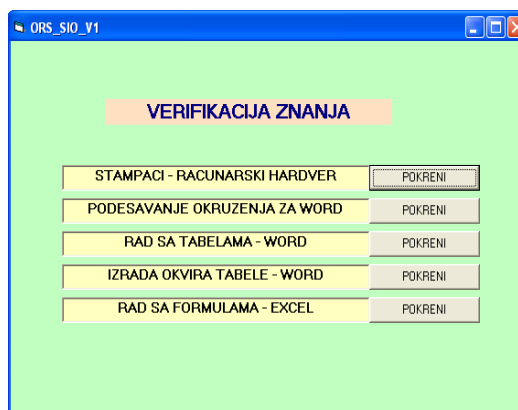 ORS_SIO_V1
VERIFIKACIJA ZNANJA
STAMPACI - RACUNARSKI HARDVER POKRENI
PODESAVANJE OKRUZENJA ZA WORD POKRENI
RAD SA TABELAMA - WORD POKRENI
IZRADA OKVIRA TABELE - WORD POKRENI
RAD SA FORMULAMA - EXCEL POKRENI